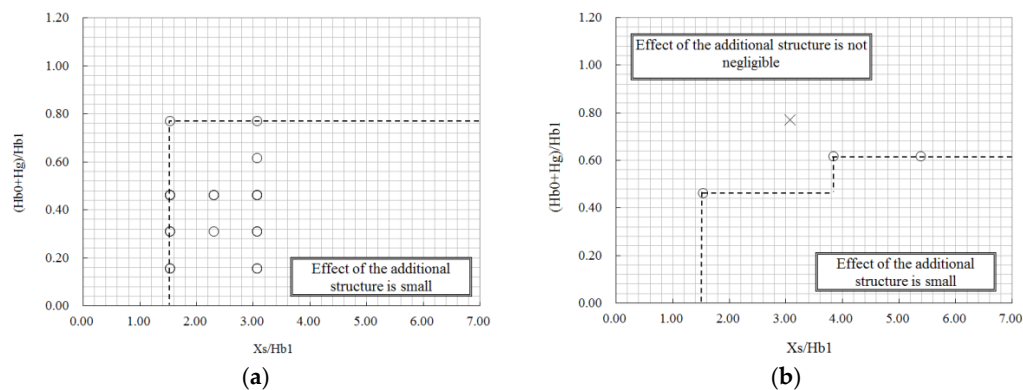 1.20
1.00
0.80
0.60
0.40
0.20
0.00
(Hb0+Hg)/Hb1
Effect of the additional
structure is small
0.00 1.00 2.00 3.00 4.00 5.00 6.00 7.00
Xs/Hb1
(a)
1.20
1.00
0.80
0.60
0.40
0.20
0.00
(Hb0+Hg)/Hb1
Effect of the additional structure is not
negligible
Effect of the additional
structure is small
0.00 1.00 2.00 3.00 4.00 5.00 6.00 7.00
Xs/Hb1
(b)